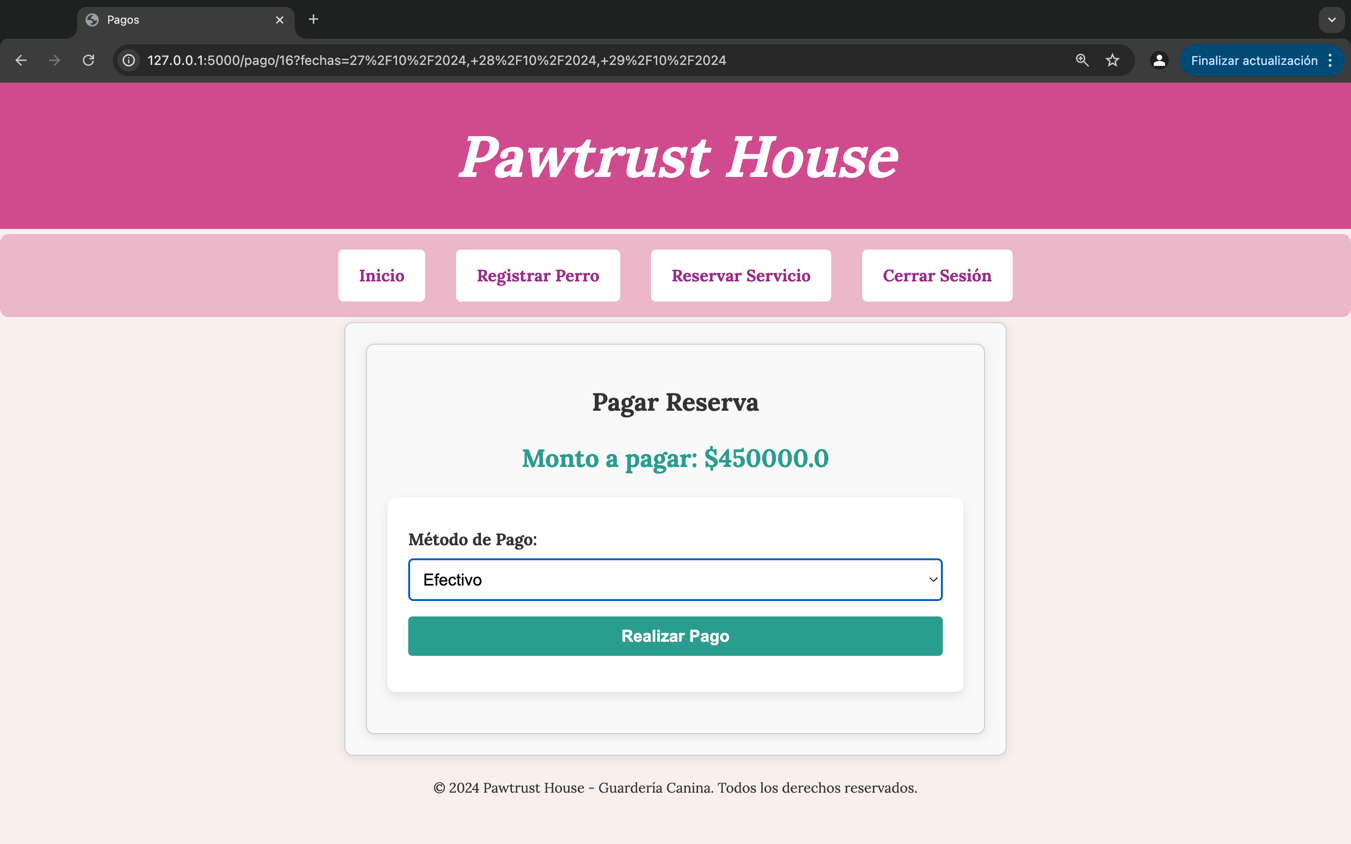 Pagos
127.0.0.1:5000/pago/16?fechas=27%2F10%2F2024,+28%2F10%2F2024,+29%2F10%2F2024
Finalizar actualización
Pawtrust House
Inicio
Registrar Perro
Reservar Servicio
Cerrar Sesión
Pagar Reserva
Monto a pagar: $450000.0
Método de Pago:
Efectivo
Realizar Pago
© 2024 Pawtrust House - Guardería Canina. Todos los derechos reservados.